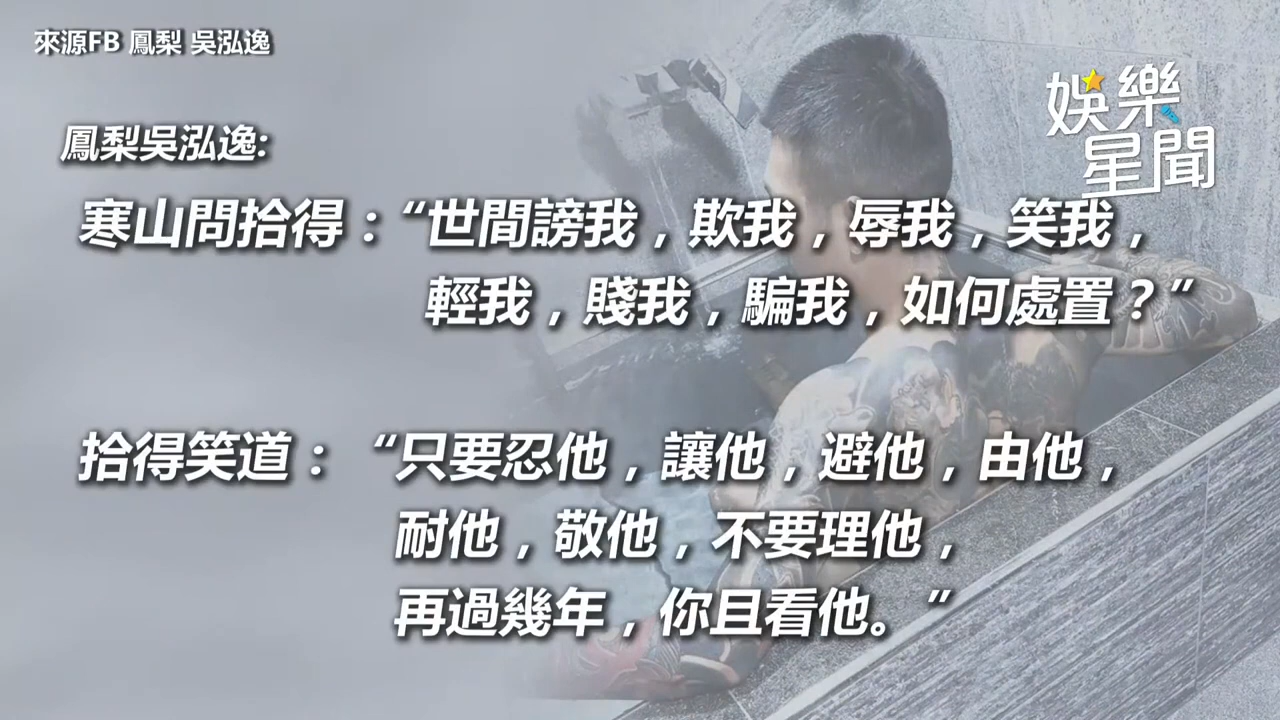 來源FB 鳳梨 吳泓逸
娛樂
星聞
鳳梨吳泓逸:
寒山問拾得：“世間謗我，欺我，辱我，笑我，
輕我，賤我，騙我，如何處置？”
拾得笑道：“只要忍他，讓他，避他，由他，
耐他，敬他，不要理他，
再過幾年，你且看他。”